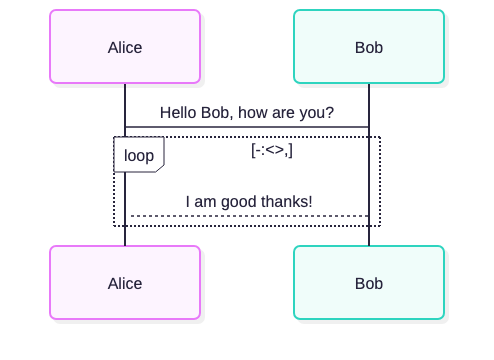 Alice
Bob
Hello Bob, how are you?
loop
[-:<>,]
I am good thanks!
Alice
Bob